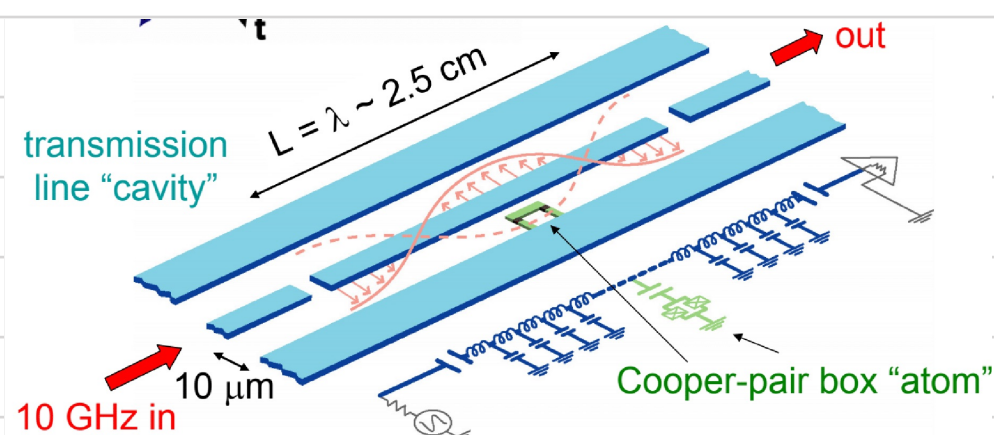 t
out
L = λ ~ 2.5 cm
transmission
line “cavity”
10 μm
Cooper-pair box “atom”
10 GHz in